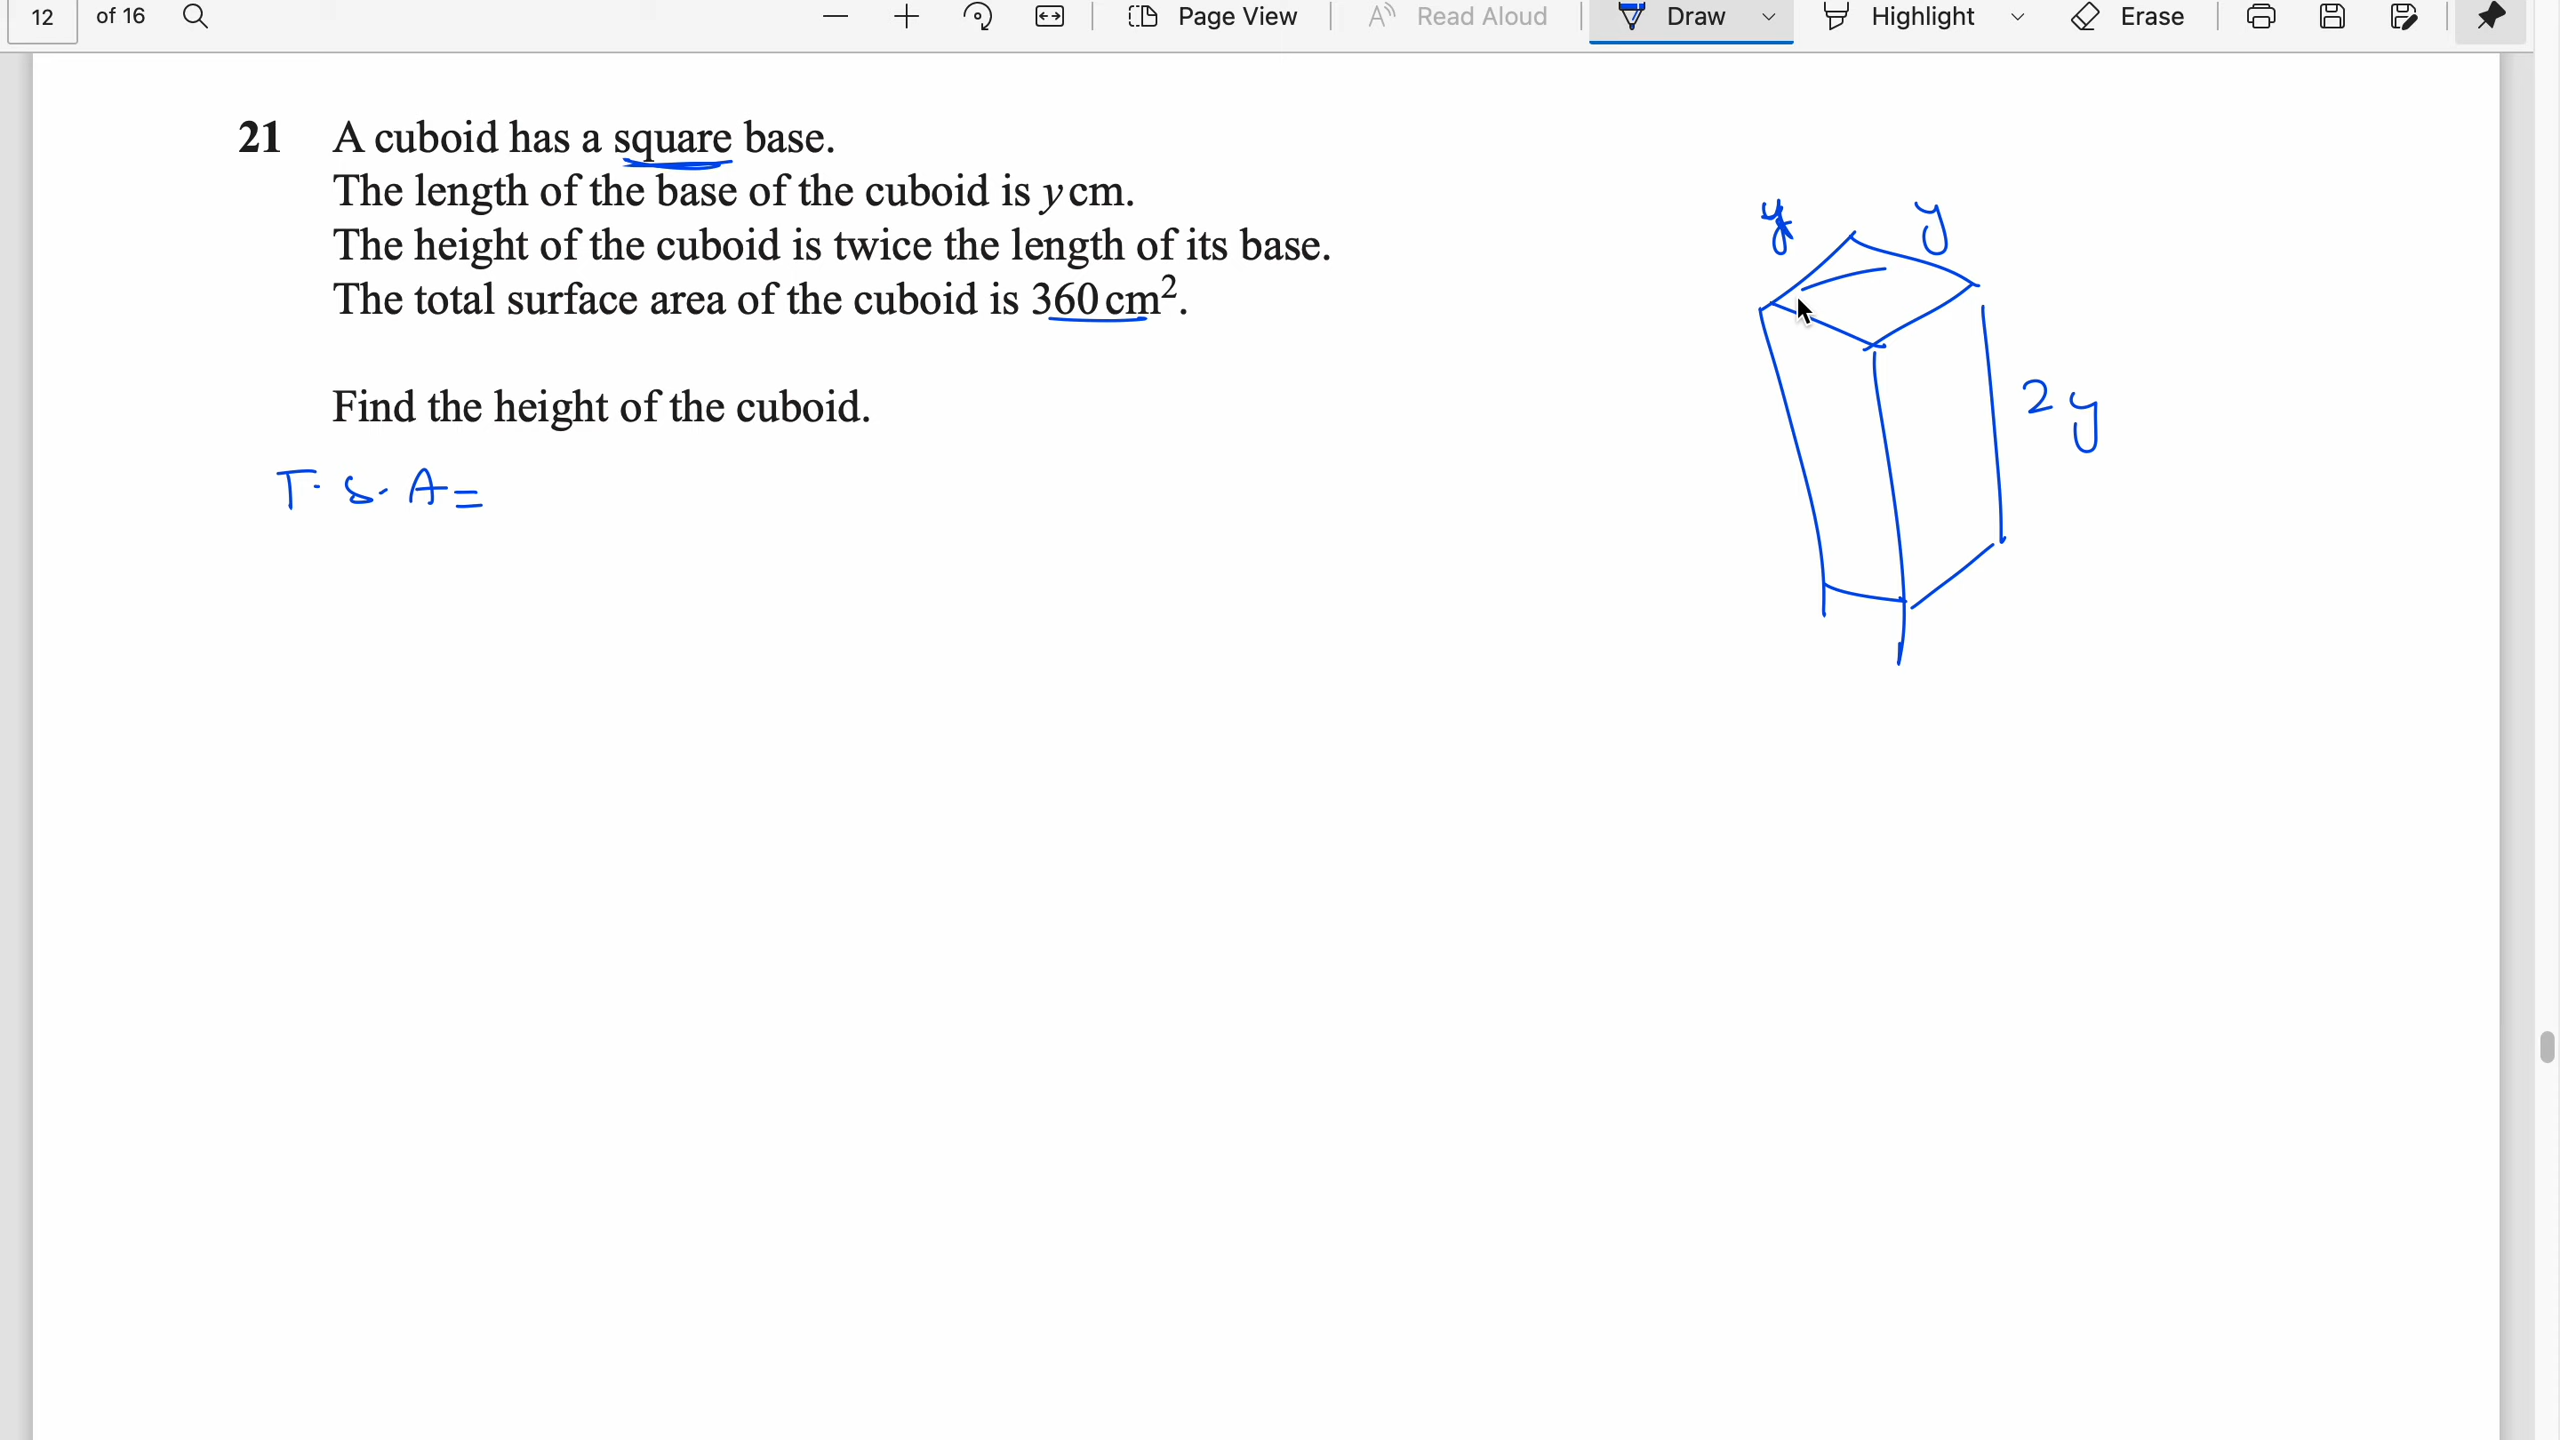 12 of 16 Page View Read Aloud Draw Highlight Erase
21 A cuboid has a square base.
The length of the base of the cuboid is y cm.
The height of the cuboid is twice the length of its base.
The total surface area of the cuboid is 360 cm².
Find the height of the cuboid.
T. S. A =
y y
2y